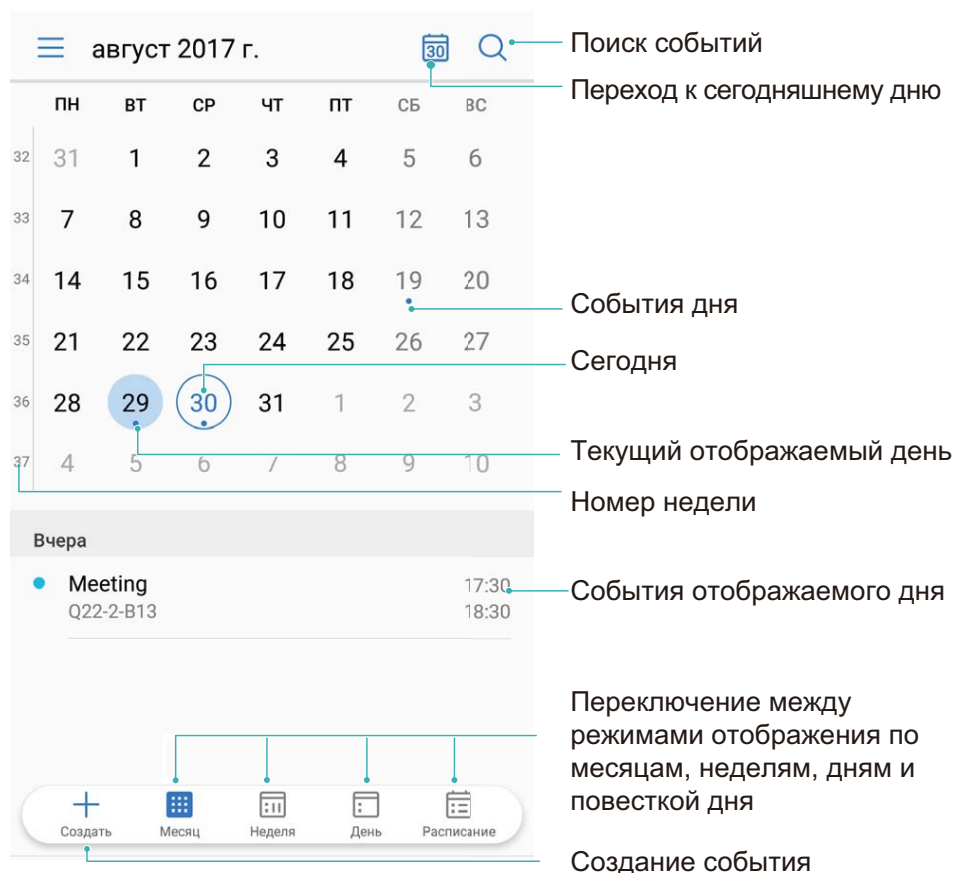 август 2017 г.
30
Поиск событий
Переход к сегодняшнему дню
ПН ВТ СР ЧТ ПТ СБ ВС
32 31 1 2 3 4 5 6
33 7 8 9 10 11 12 13
34 14 15 16 17 18 19 20
События дня
35 21 22 23 24 25 26 27
Сегодня
36 28 29 30 31 1 2 3
Текущий отображаемый день
37 4 5 6 7 8 9 10
Номер недели
Вчера
Meeting 17:30
Q22-2-B13 18:30
События отображаемого дня
Переключение между
режимами отображения по
месяцам, неделям, дням и
повесткой дня
Создать Месяц Неделя День Расписание
Создание события